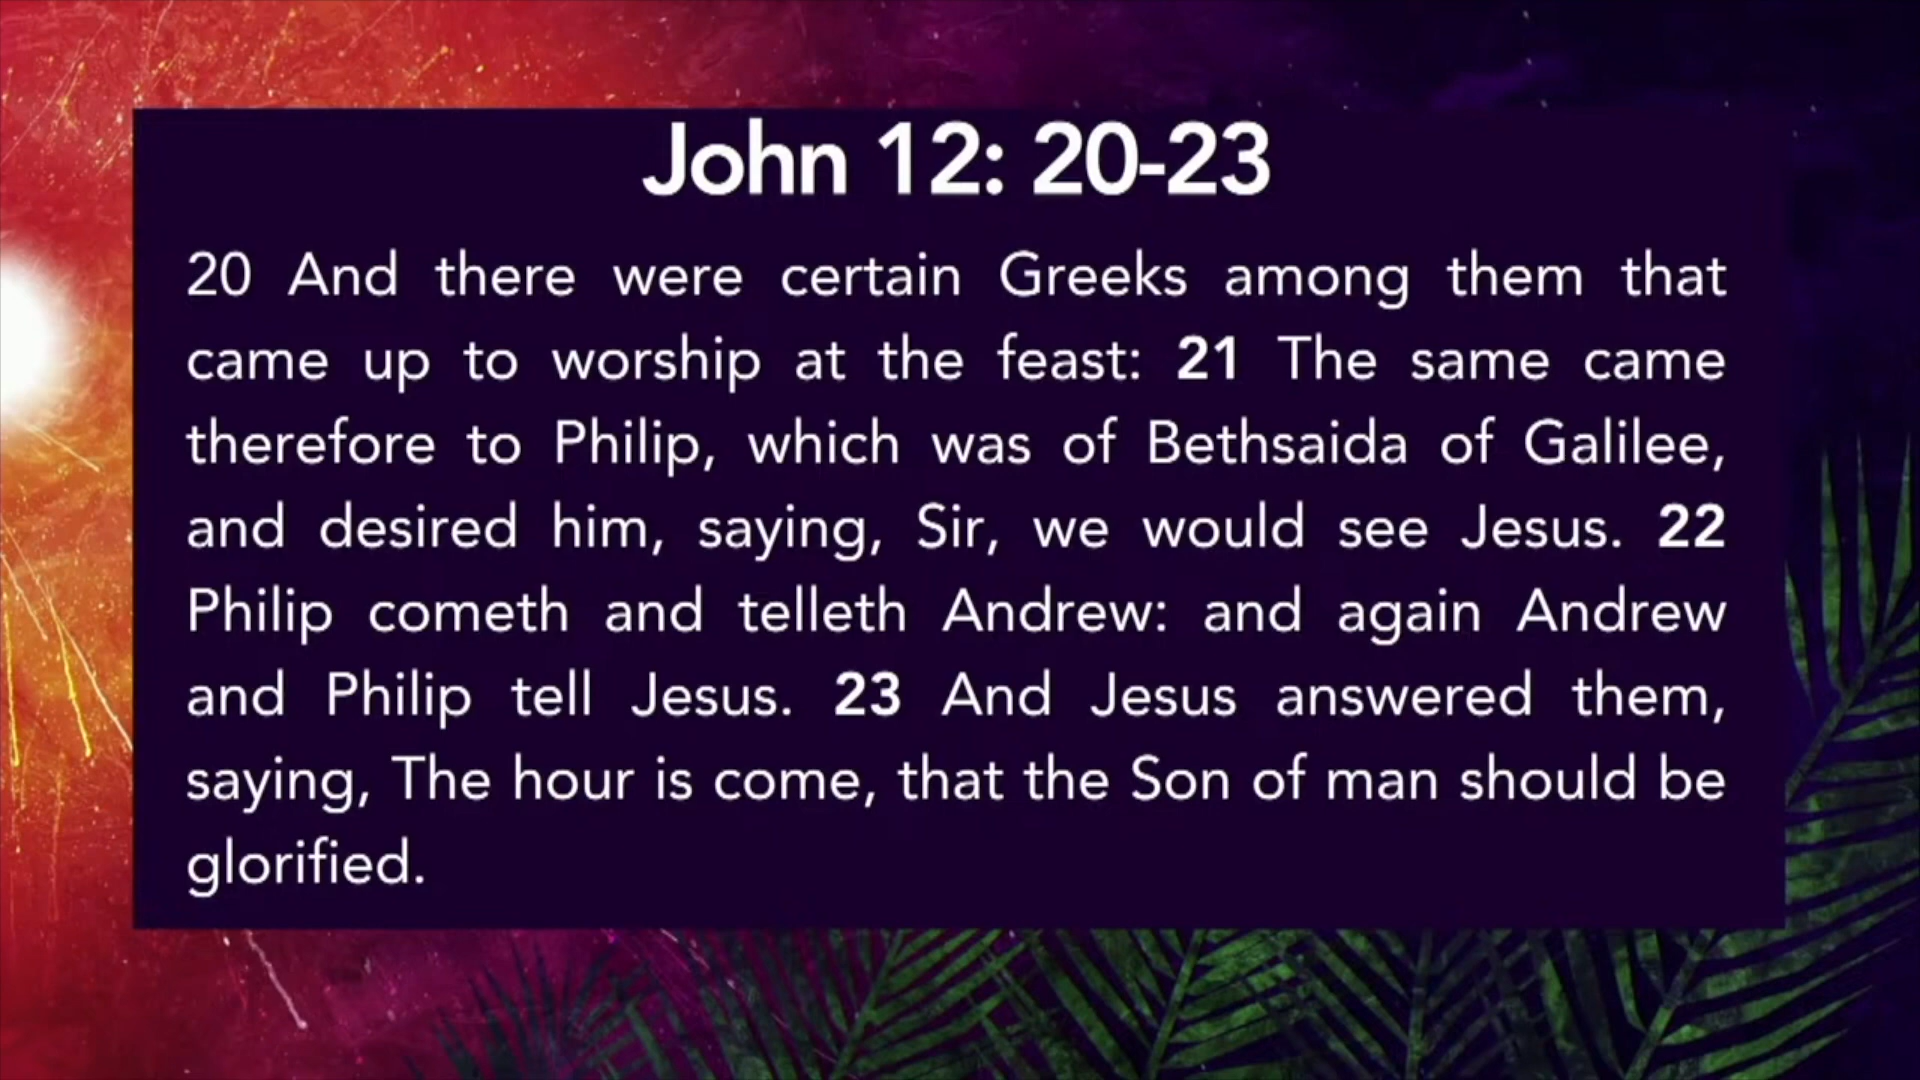 John 12: 20-23
20 And there were certain Greeks among them that
came up to worship at the feast: 21 The same came
therefore to Philip, which was of Bethsaida of Galilee,
and desired him, saying, Sir, we would see Jesus. 22
Philip cometh and telleth Andrew: and again Andrew
and Philip tell Jesus. 23 And Jesus answered them,
saying, The hour is come, that the Son of man should be
glorified.